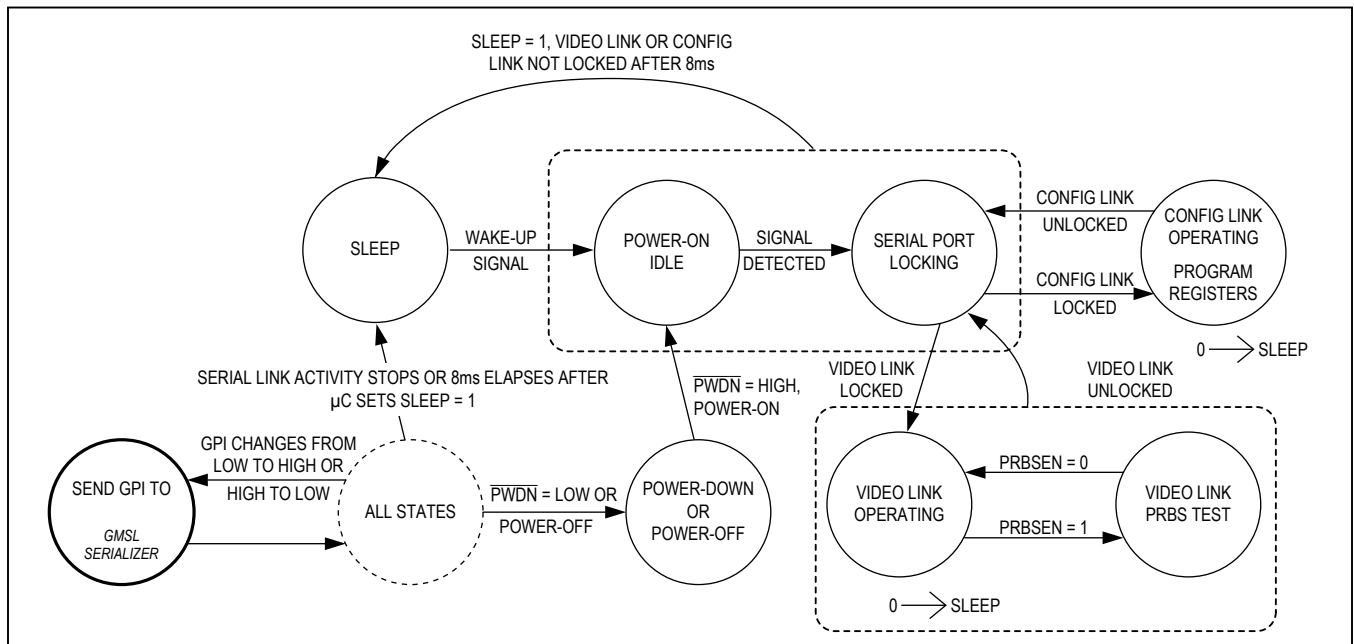 SLEEP = 1, VIDEO LINK OR CONFIG
LINK NOT LOCKED AFTER 8ms
SLEEP
WAKE-UP
SIGNAL
POWER-ON
IDLE
SIGNAL
DETECTED
SERIAL PORT
LOCKING
CONFIG LINK
UNLOCKED
CONFIG LINK
LOCKED
CONFIG LINK
OPERATING
PROGRAM
REGISTERS
0 → SLEEP
SERIAL LINK ACTIVITY STOPS OR 8ms ELAPSES AFTER
µC SETS SLEEP = 1
PWDN = HIGH,
POWER-ON
VIDEO LINK
LOCKED
VIDEO LINK
UNLOCKED
GPI CHANGES FROM
LOW TO HIGH OR
HIGH TO LOW
SEND GPI TO
GMSL
SERIALIZER
ALL STATES
PWDN = LOW OR
POWER-OFF
POWER-DOWN
OR
POWER-OFF
VIDEO LINK
OPERATING
PRBSEN = 0
PRBSEN = 1
VIDEO LINK
PRBS TEST
0 → SLEEP